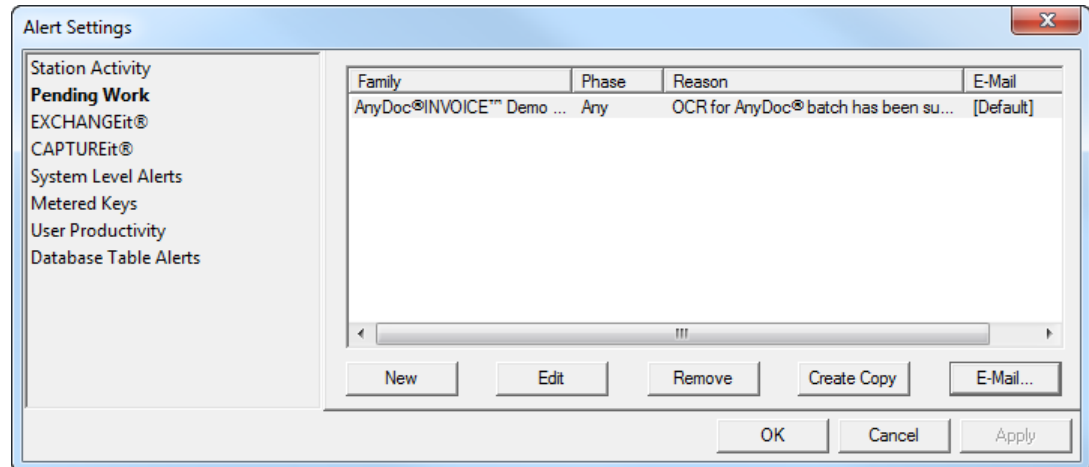 Alert Settings
Station Activity
Pending Work
EXCHANGEit®
CAPTUREit®
System Level Alerts
Metered Keys
User Productivity
Database Table Alerts
Family Phase Reason E-Mail
AnyDoc®INVOICE™ Demo ... Any OCR for AnyDoc® batch has been su... [Default]
New Edit Remove Create Copy E-Mail...
OK Cancel Apply